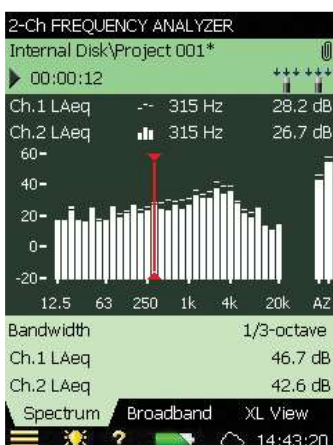 2-Ch FREQUENCY ANALYZER
Internal Disk\Project 001*
00:00:12
Ch.1 LAeq 315 Hz 28.2 dB
Ch.2 LAeq 315 Hz 26.7 dB
60
40
20
0
-20
12.5 63 250 1k 4k 20k AZ
Bandwidth 1/3-octave
Ch.1 LAeq 46.7 dB
Ch.2 LAeq 42.6 dB
Spectrum Broadband XL View
? 14:43:20